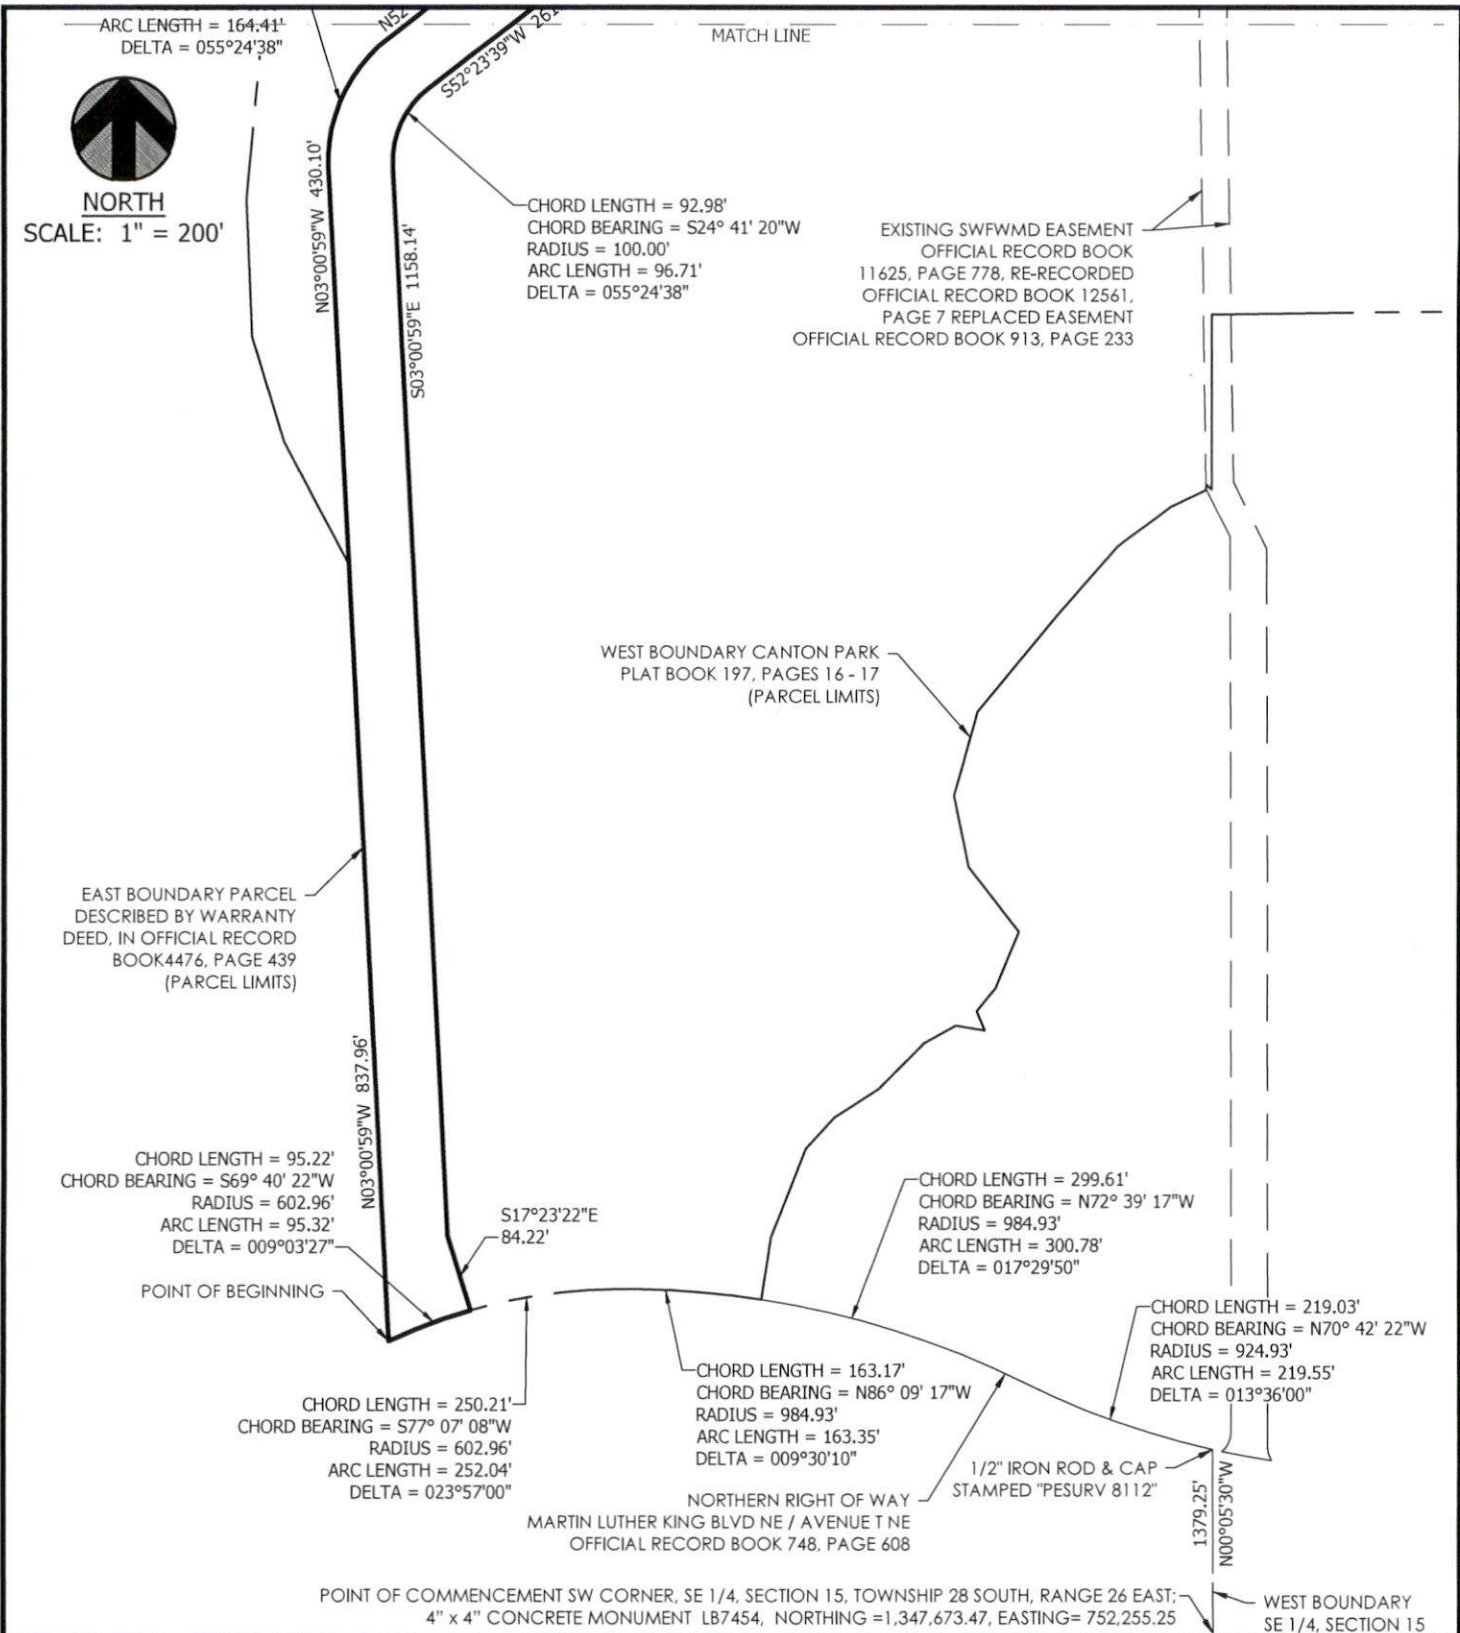 ARC LENGTH = 164.41'
DELTA = 055°24'38"
N52
S52°23'39"W 261.
MATCH LINE
NORTH
SCALE: 1" = 200'
N03°00'59"W 430.10'
S03°00'59"E 1158.14'
CHORD LENGTH = 92.98'
CHORD BEARING = S24° 41' 20"W
RADIUS = 100.00'
ARC LENGTH = 96.71'
DELTA = 055°24'38"
EXISTING SWFWMD EASEMENT
OFFICIAL RECORD BOOK
11625, PAGE 778, RE-RECORDED
OFFICIAL RECORD BOOK 12561,
PAGE 7 REPLACED EASEMENT
OFFICIAL RECORD BOOK 913, PAGE 233
WEST BOUNDARY CANTON PARK
PLAT BOOK 197, PAGES 16 - 17
(PARCEL LIMITS)
EAST BOUNDARY PARCEL
DESCRIBED BY WARRANTY
DEED, IN OFFICIAL RECORD
BOOK4476, PAGE 439
(PARCEL LIMITS)
N03°00'59"W 837.96'
CHORD LENGTH = 95.22'
CHORD BEARING = S69° 40' 22"W
RADIUS = 602.96'
ARC LENGTH = 95.32'
DELTA = 009°03'27"
POINT OF BEGINNING
S17°23'22"E
84.22'
CHORD LENGTH = 299.61'
CHORD BEARING = N72° 39' 17"W
RADIUS = 984.93'
ARC LENGTH = 300.78'
DELTA = 017°29'50"
CHORD LENGTH = 219.03'
CHORD BEARING = N70° 42' 22"W
RADIUS = 924.93'
ARC LENGTH = 219.55'
DELTA = 013°36'00"
CHORD LENGTH = 250.21'
CHORD BEARING = S77° 07' 08"W
RADIUS = 602.96'
ARC LENGTH = 252.04'
DELTA = 023°57'00"
CHORD LENGTH = 163.17'
CHORD BEARING = N86° 09' 17"W
RADIUS = 984.93'
ARC LENGTH = 163.35'
DELTA = 009°30'10"
1/2" IRON ROD & CAP
STAMPED "PESURV 8112"
NORTHERN RIGHT OF WAY
MARTIN LUTHER KING BLVD NE / AVENUE T NE
OFFICIAL RECORD BOOK 748, PAGE 608
1379.25'
N00°05'30"W
POINT OF COMMENCEMENT SW CORNER, SE 1/4, SECTION 15, TOWNSHIP 28 SOUTH, RANGE 26 EAST;
4" x 4" CONCRETE MONUMENT LB7454, NORTHING =1,347,673.47, EASTING= 752,255.25
WEST BOUNDARY
SE 1/4, SECTION 15